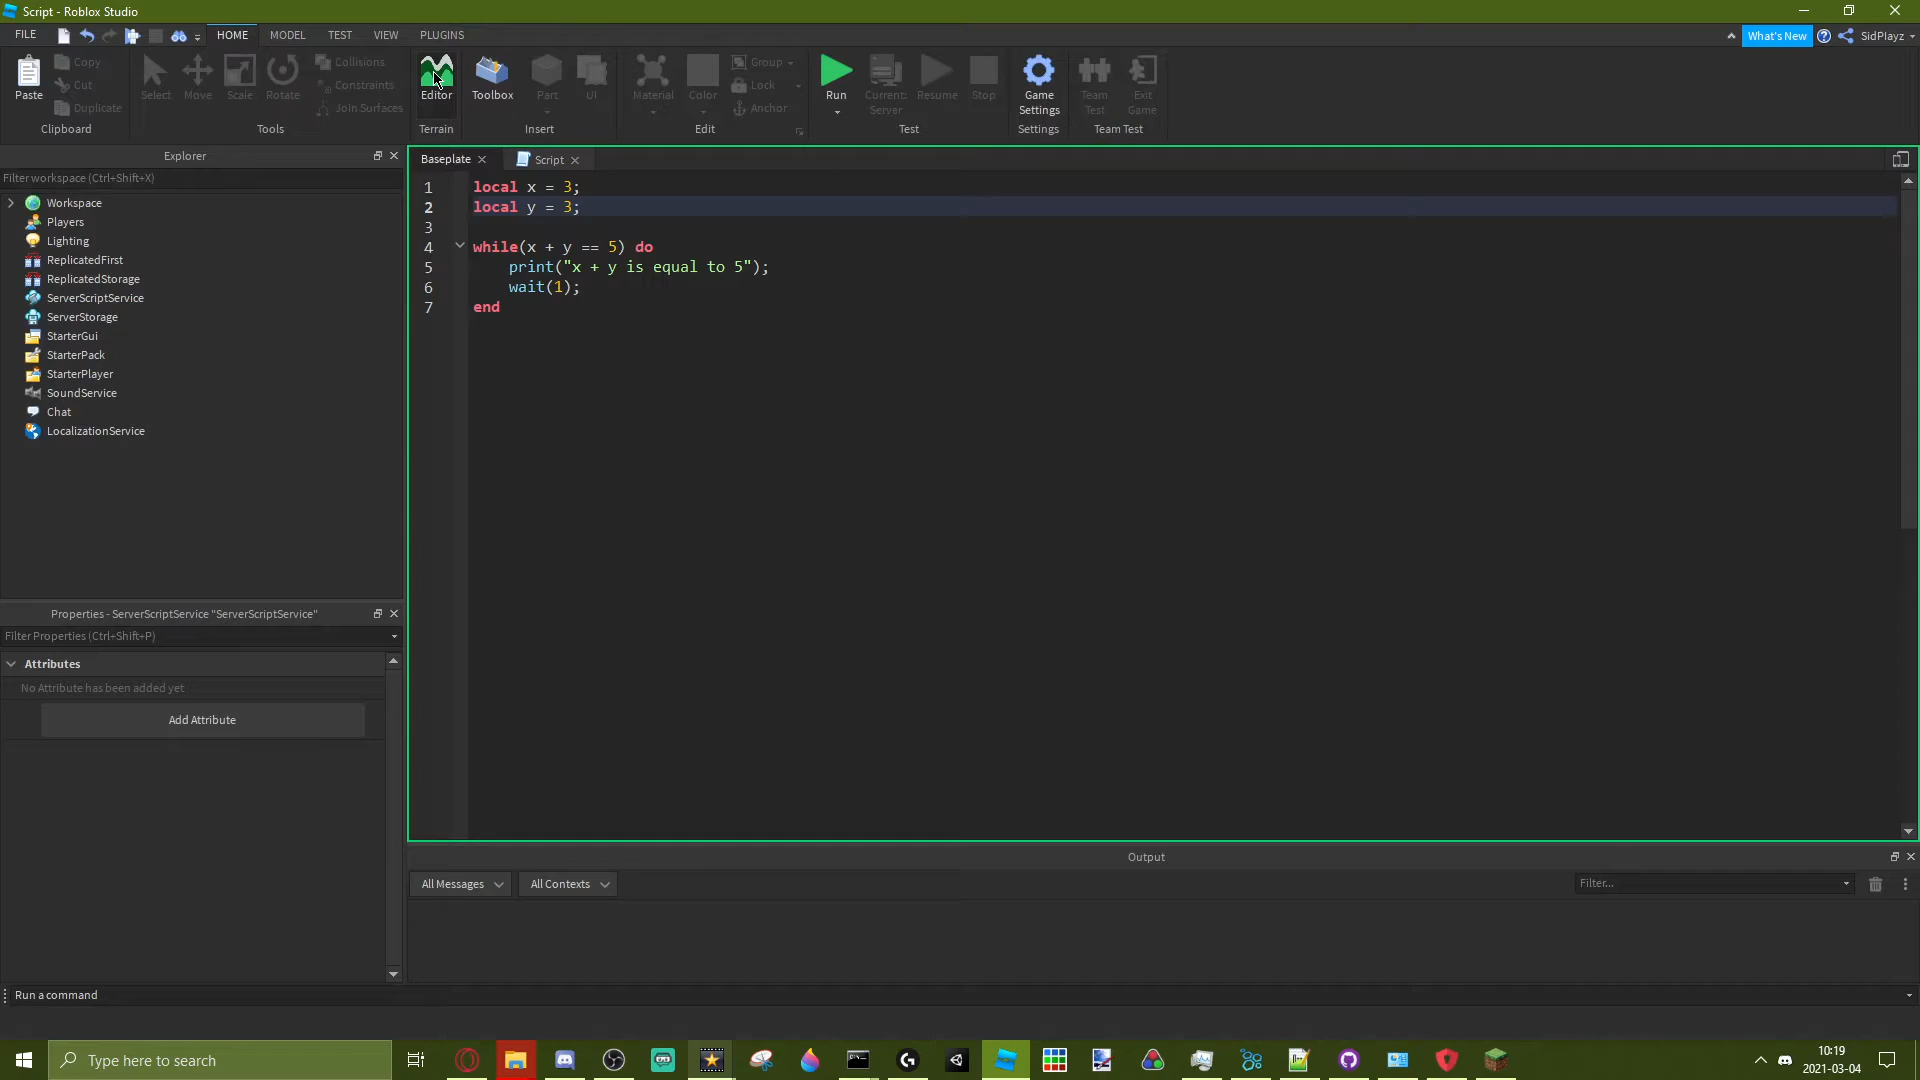 Script - Roblox Studio
FILE HOME MODEL TEST VIEW PLUGINS What's New SidPlayz
Paste Copy Cut Duplicate Clipboard
Select Move Scale Rotate Collisions Constraints Join Surfaces Tools
Editor Terrain
Toolbox Part UI Insert
Material Color Group Lock Anchor Edit
Run Current: Server Resume Stop Test
Game Settings Settings
Team Test Exit Game Team Test
Explorer
Filter workspace (Ctrl+Shift+X)
Workspace
Players
Lighting
ReplicatedFirst
ReplicatedStorage
ServerScriptService
ServerStorage
StarterGui
StarterPack
StarterPlayer
SoundService
Chat
LocalizationService
Properties - ServerScriptService "ServerScriptService"
Filter Properties (Ctrl+Shift+P)
Attributes
No Attribute has been added yet
Add Attribute
Baseplate Script
1 local x = 3;
2 local y = 3;
3
4 while(x + y == 5) do
5 print("x + y is equal to 5");
6 wait(1);
7 end
Output
All Messages All Contexts Filter...
Run a command
Type here to search
10:19
2021-03-04